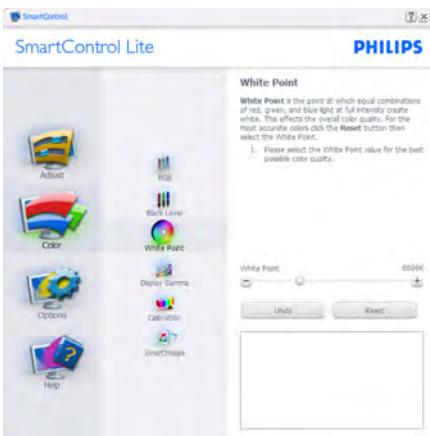 SmartControl
SmartControl Lite
PHILIPS
Adjust
Color
Options
Help
RGB
Black Level
White Point
Display Gamma
Calibration
SmartImage
White Point
White Point is the point at which equal combinations
of red, green, and blue light at full intensity create
white. This effects the overall color quality. For the
most accurate colors click the Reset button then
select the White Point.
1. Please select the White Point value for the best
posible color quality.
White Point 6500K
Undo Reset